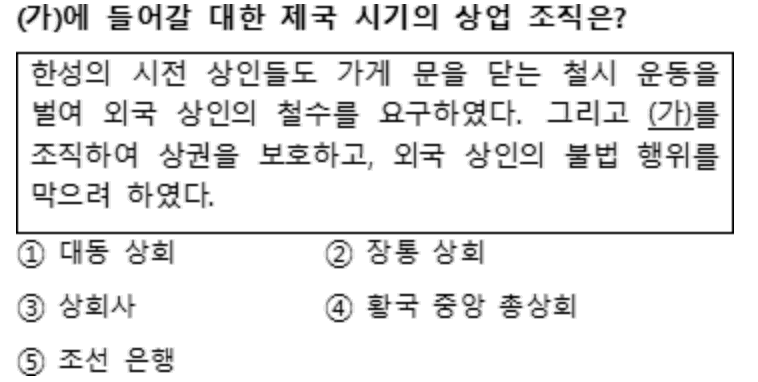 (가)에 들어갈 대한 제국 시기의 상업 조직은?
한성의 시전 상인들도 가게 문을 닫는 철시 운동을
벌여 외국 상인의 철수를 요구하였다. 그리고 (가)를
조직하여 상권을 보호하고, 외국 상인의 불법 행위를
막으려 하였다.
① 대동 상회 ② 장통 상회
③ 상회사 ④ 황국 중앙 총상회
⑤ 조선 은행